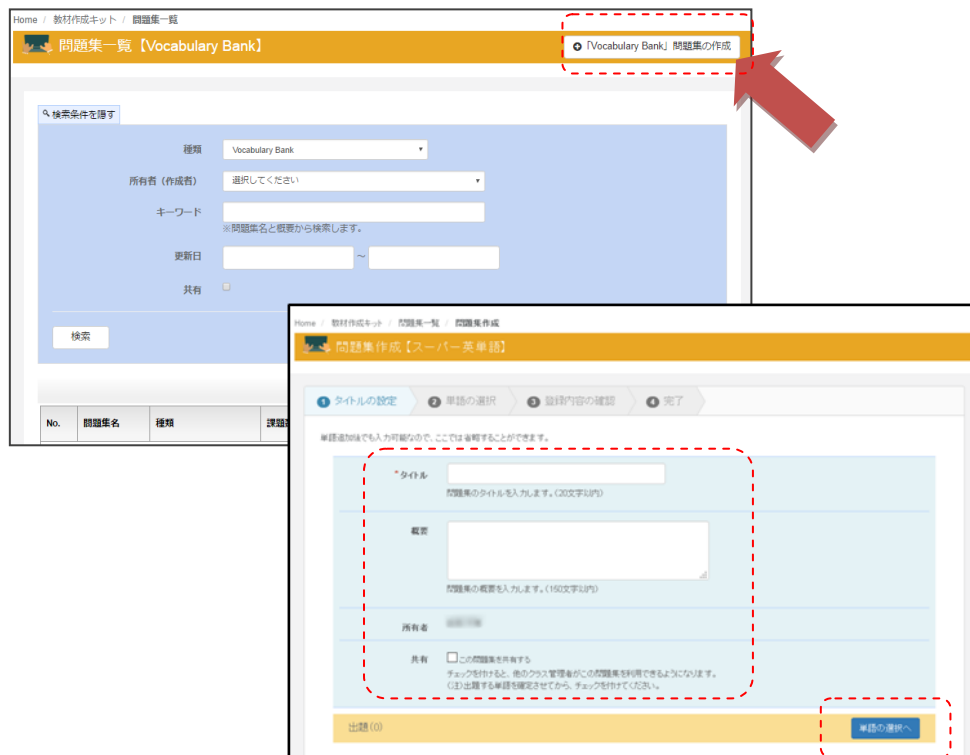 Home / 教材作成キット / 問題集一覧
問題集一覧【Vocabulary Bank】
「Vocabulary Bank」問題集の作成
検索条件を隠す
種類
Vocabulary Bank
所有者（作成者）
選択してください
キーワード
※問題集名と概要から検索します。
更新日
～
共有
検索
No. 問題集名 種類
Home / 教材作成キット / 問題集一覧 / 問題集作成
問題集作成【スーパー英単語】
1 タイトルの設定 2 単語の選択 3 登録内容の確認 4 完了
単語追加後でも入力可能なので、ここでは省略することができます。
*タイトル
問題集のタイトルを入力します。（20文字以内）
概要
問題集の概要を入力します。（150文字以内）
所有者
共有
この問題集を共有する
チェックを付けると、他のクラス管理者がこの問題集を利用できるようになります。
（注）出題する単語を確定させてから、チェックを付けてください。
出題(0)
単語の選択へ